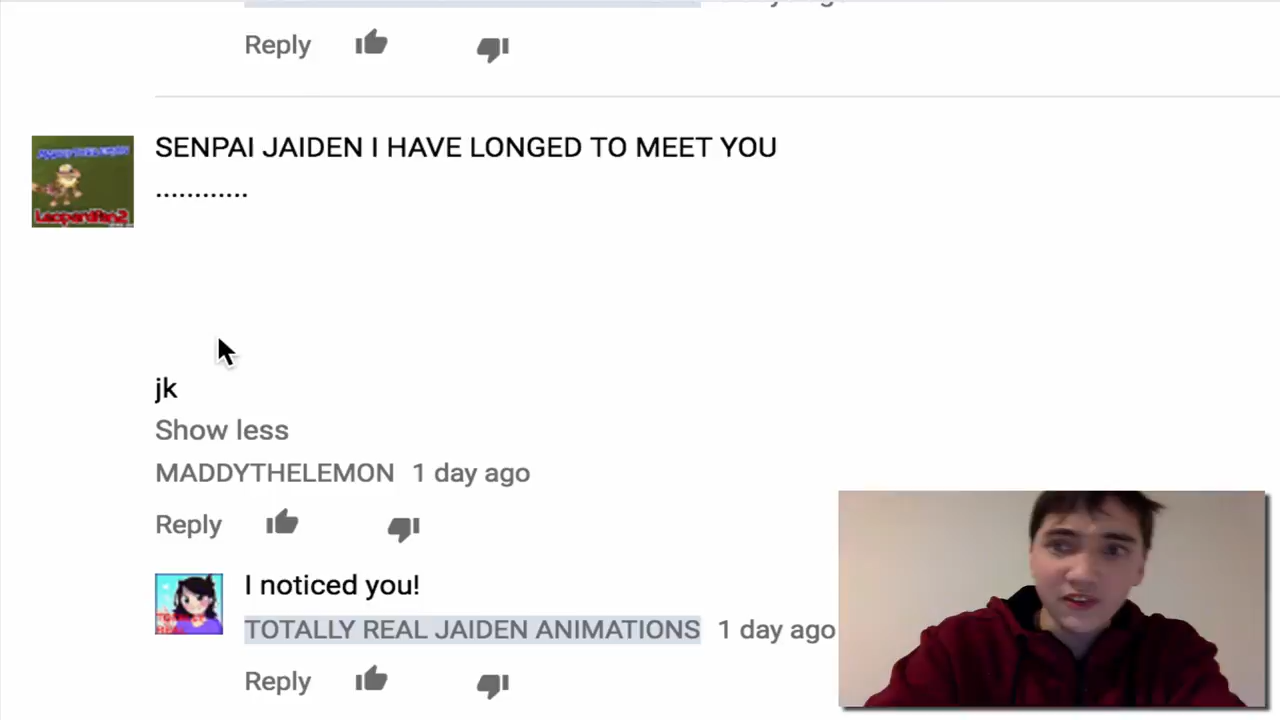 Reply
SENPAI JAIDEN I HAVE LONGED TO MEET YOU
............
LeopardFan2
jk
Show less
MADDYTHELEMON 1 day ago
Reply
I noticed you!
TOTALLY REAL JAIDEN ANIMATIONS 1 day ago
Reply